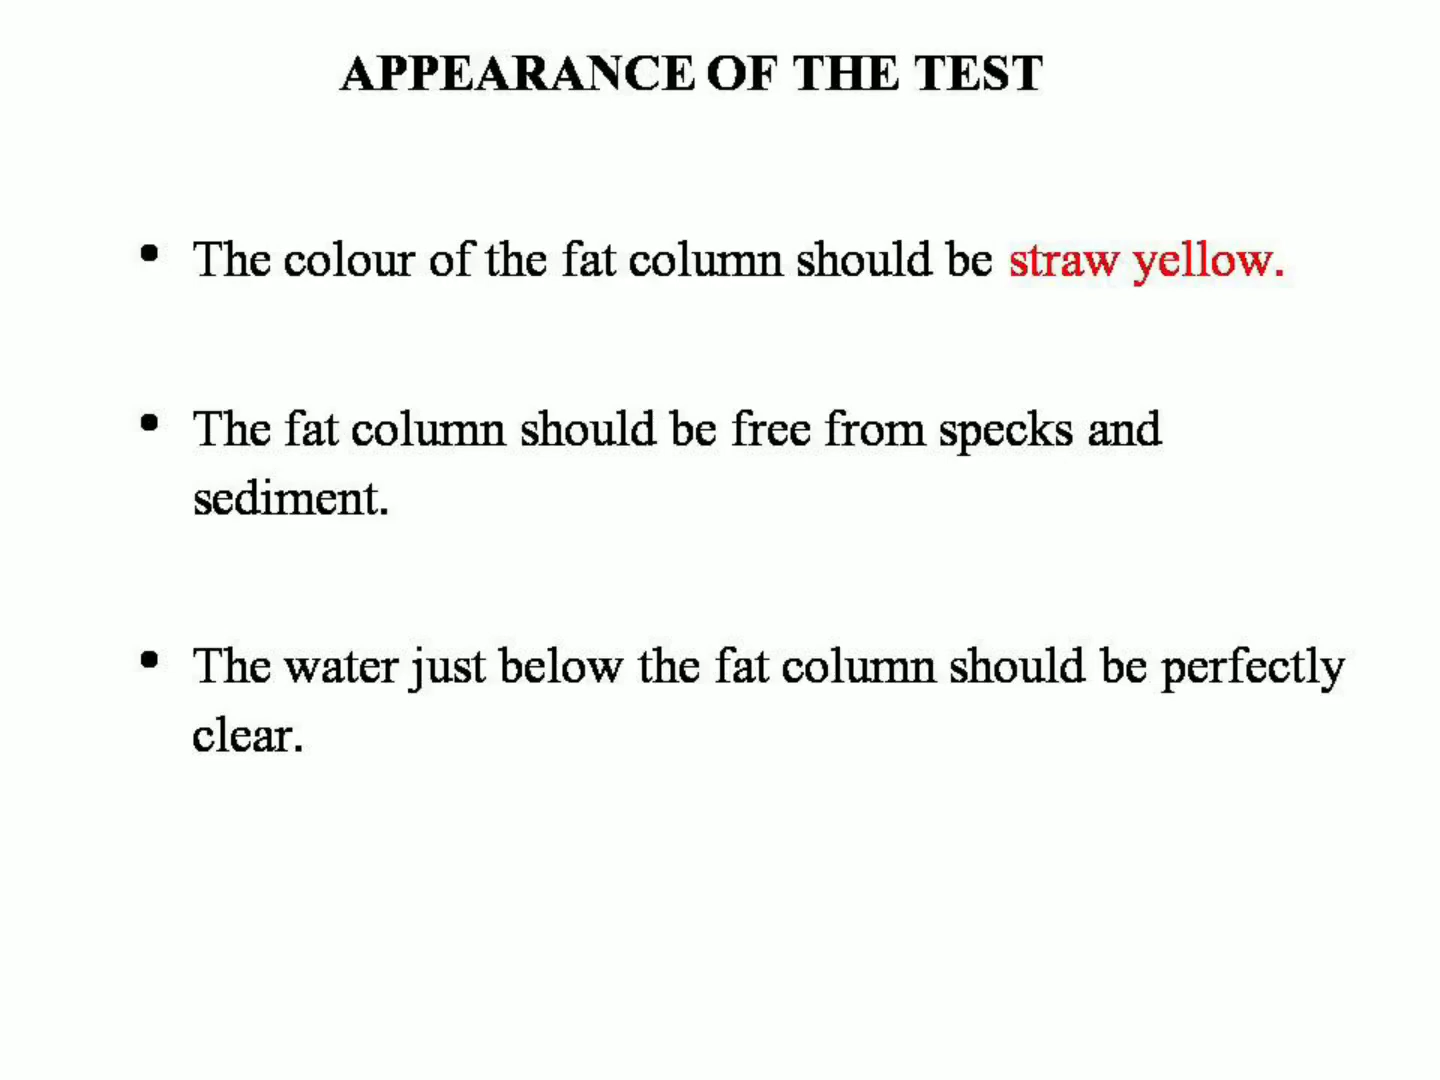 APPEARANCE OF THE TEST
• The colour of the fat column should be straw yellow.
• The fat column should be free from specks and
sediment.
• The water just below the fat column should be perfectly
clear.